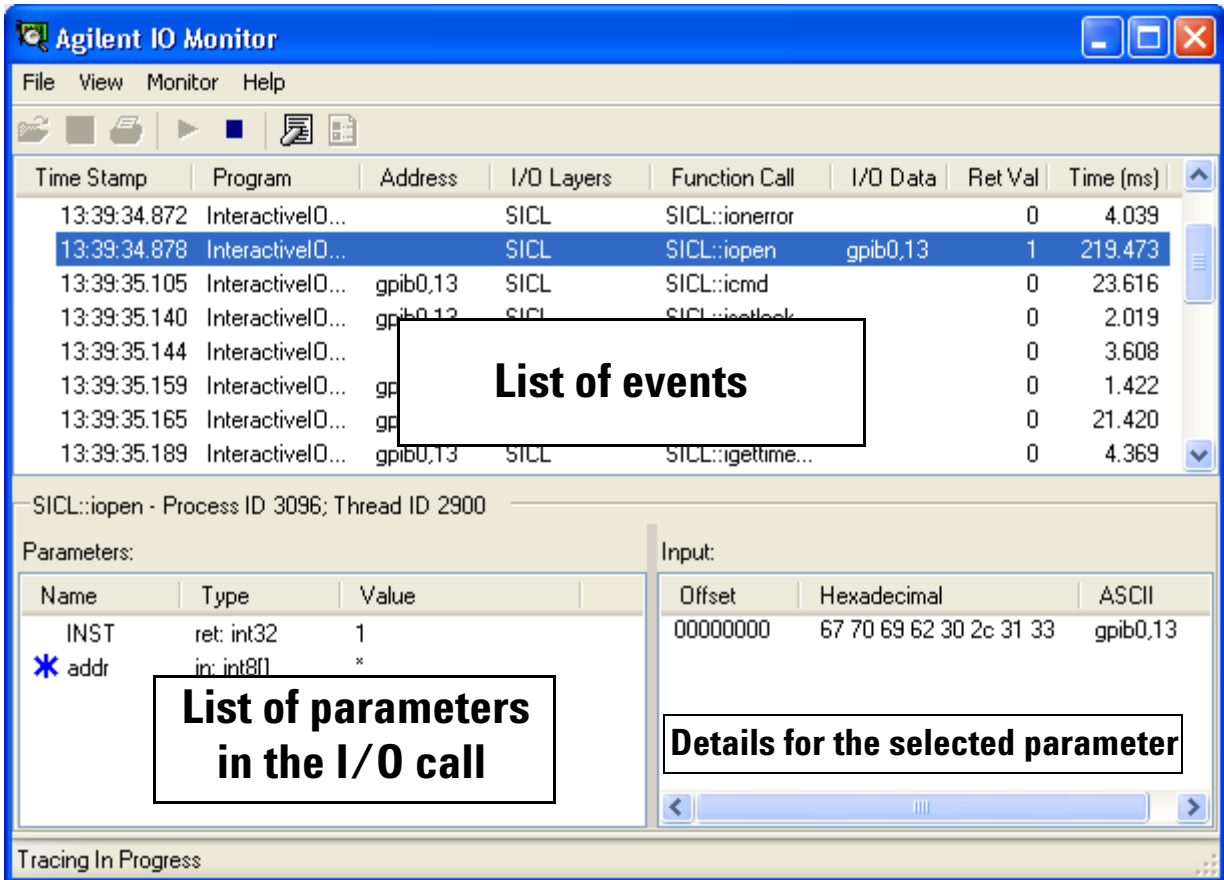 Agilent IO Monitor
File View Monitor Help
Time Stamp Program Address I/O Layers Function Call I/O Data Ret Val Time (ms)
13:39:34.872 InteractiveIO... SICL SICL::ionerror 0 4.039
13:39:34.878 InteractiveIO... SICL SICL::iopen gpib0,13 1 219.473
13:39:35.105 InteractiveIO... gpib0,13 SICL SICL::icmd 0 23.616
13:39:35.140 InteractiveIO... gpib0,13 SICL 0 2.019
13:39:35.144 InteractiveIO... 0 3.608
13:39:35.159 InteractiveIO... 0 1.422
13:39:35.165 InteractiveIO... 0 21.420
13:39:35.189 InteractiveIO... gpib0,13 SICL SICL::igettime... 0 4.369
List of events
SICL::iopen - Process ID 3096; Thread ID 2900
Parameters:
Name Type Value
INST ret: int32 1
addr in: int8[] *
List of parameters
in the I/O call
Input:
Offset Hexadecimal ASCII
00000000 67 70 69 62 30 2c 31 33 gpib0,13
Details for the selected parameter
Tracing In Progress